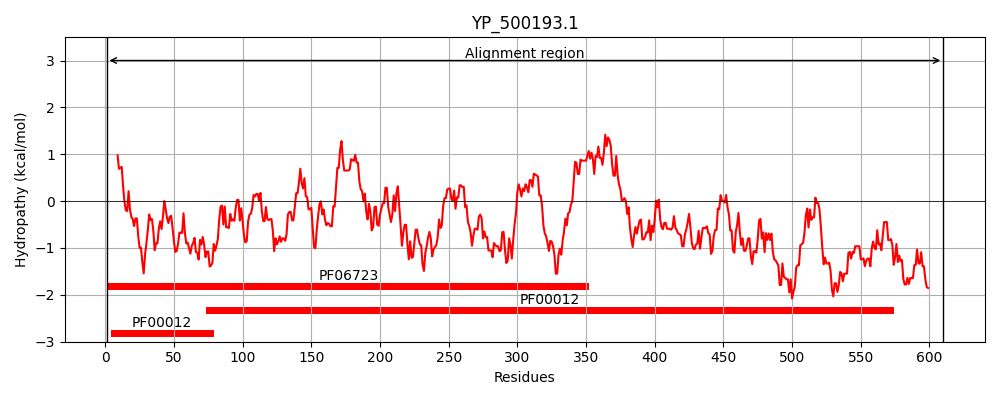 YP_500193.1
Alignment region
Hydropathy (kcal/mol)
3
2
1
0
−1
−2
−3
PF06723
PF00012
PF00012
0 50 100 150 200 250 300 350 400 450 500 550 600
Residues